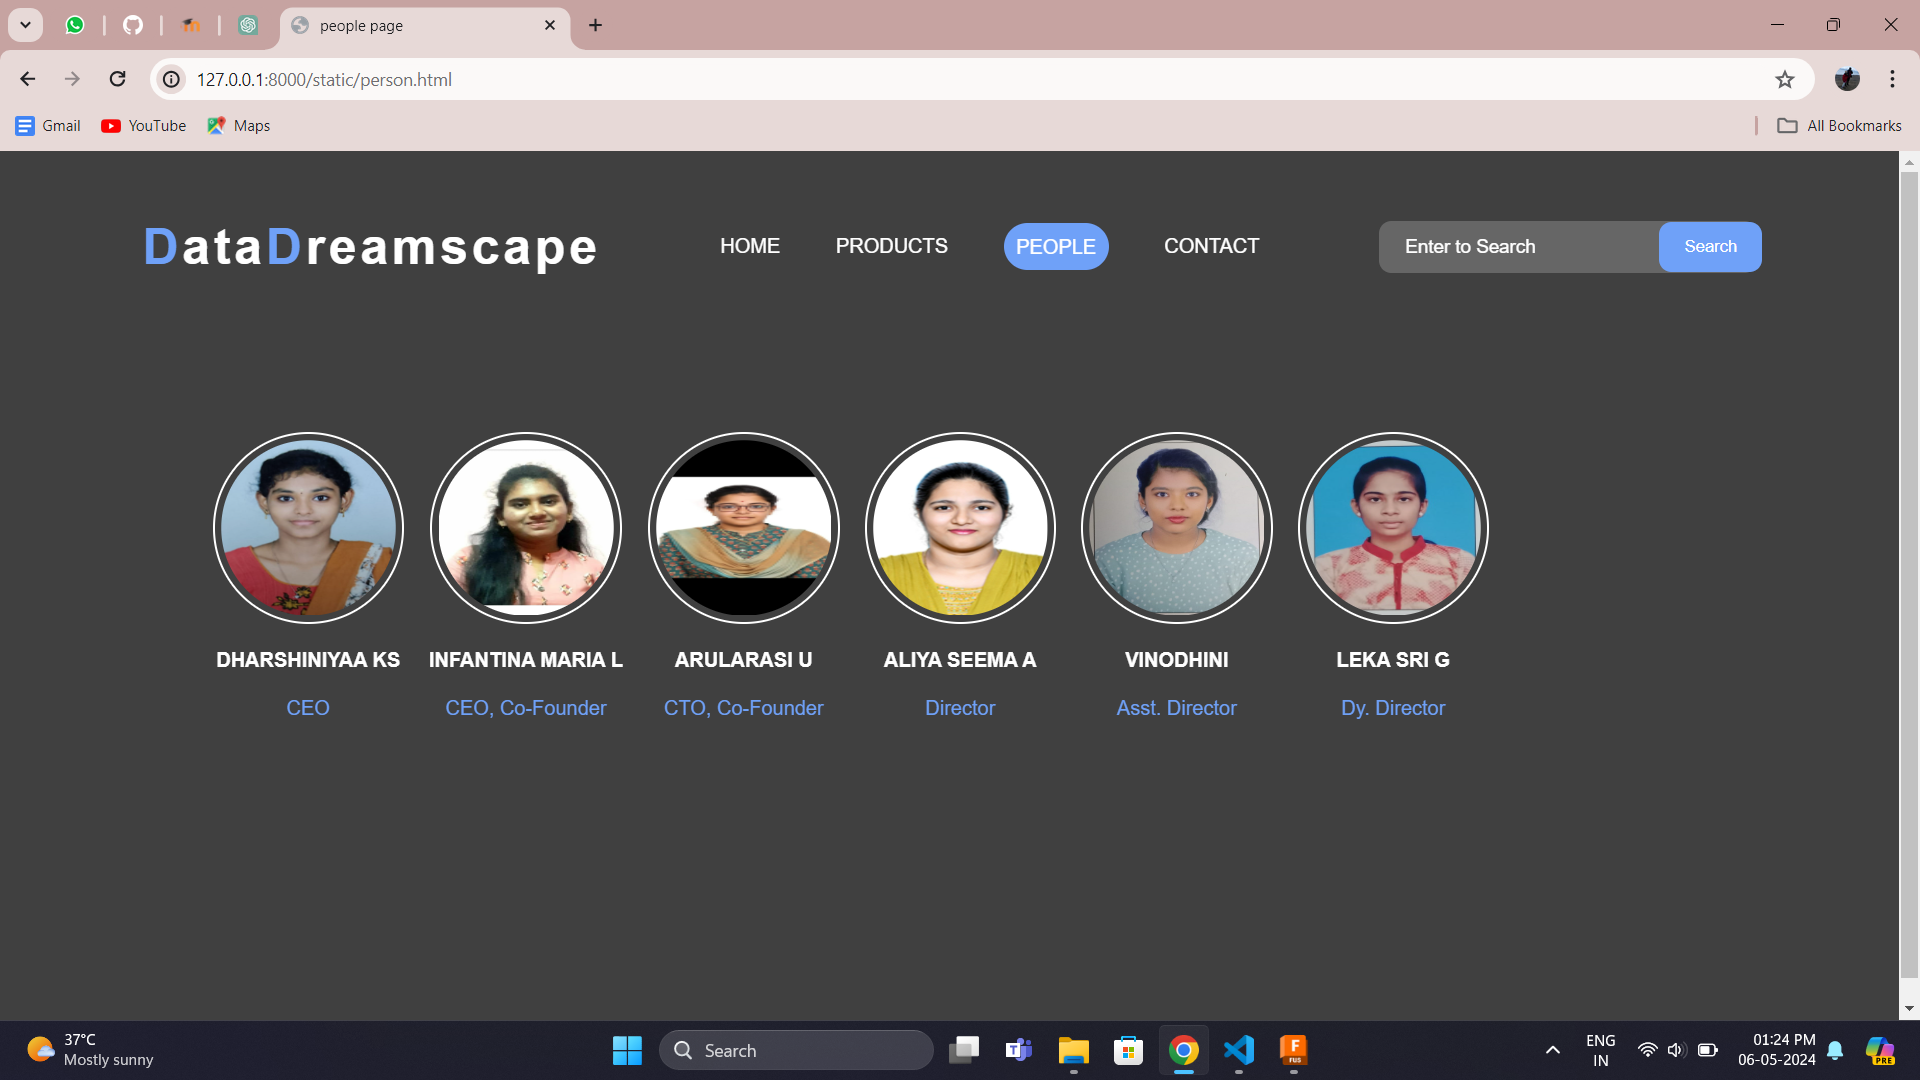 people page
127.0.0.1:8000/static/person.html
Gmail YouTube Maps All Bookmarks
DataDreamscape HOME PRODUCTS PEOPLE CONTACT Enter to Search Search
DHARSHINIYAA KS INFANTINA MARIA L ARULARASI U ALIYA SEEMA A VINODHINI LEKA SRI G
CEO CEO, Co-Founder CTO, Co-Founder Director Asst. Director Dy. Director
37°C
Mostly sunny
Search
F
FUS
ENG
IN
01:24 PM
06-05-2024
PRE